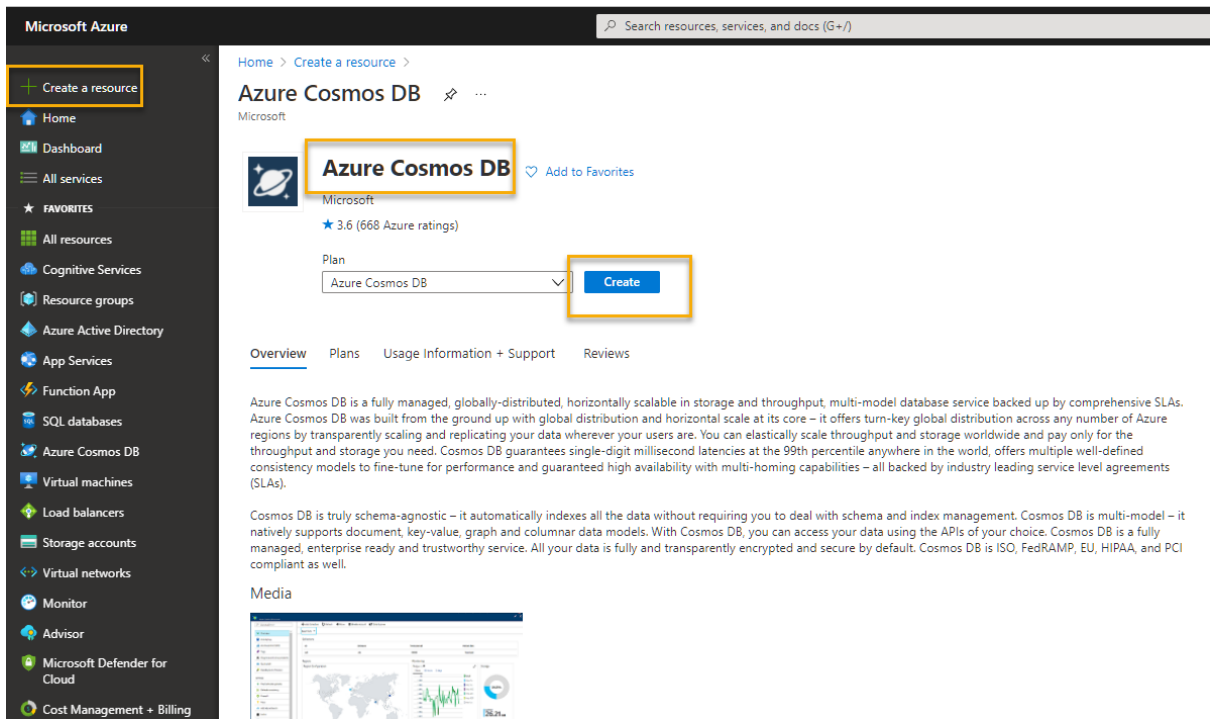 Microsoft Azure
Search resources, services, and docs (G+/)
«
Create a resource
Home
Dashboard
All services
FAVORITES
All resources
Cognitive Services
Resource groups
Azure Active Directory
App Services
Function App
SQL databases
Azure Cosmos DB
Virtual machines
Load balancers
Storage accounts
Virtual networks
Monitor
Advisor
Microsoft Defender for
Cloud
Cost Management + Billing
Home > Create a resource >
Azure Cosmos DB ...
Microsoft
Azure Cosmos DB
Add to Favorites
Microsoft
★ 3.6 (668 Azure ratings)
Plan
Azure Cosmos DB
Create
Overview Plans Usage Information + Support Reviews
Azure Cosmos DB is a fully managed, globally-distributed, horizontally scalable in storage and throughput, multi-model database service backed up by comprehensive SLAs.
Azure Cosmos DB was built from the ground up with global distribution and horizontal scale at its core – it offers turn-key global distribution across any number of Azure
regions by transparently scaling and replicating your data wherever your users are. You can elastically scale throughput and storage worldwide and pay only for the
throughput and storage you need. Cosmos DB guarantees single-digit millisecond latencies at the 99th percentile anywhere in the world, offers multiple well-defined
consistency models to fine-tune for performance and guaranteed high availability with multi-homing capabilities – all backed by industry leading service level agreements
(SLAs).
Cosmos DB is truly schema-agnostic – it automatically indexes all the data without requiring you to deal with schema and index management. Cosmos DB is multi-model – it
natively supports document, key-value, graph and columnar data models. With Cosmos DB, you can access your data using the APIs of your choice. Cosmos DB is a fully
managed, enterprise ready and trustworthy service. All your data is fully and transparently encrypted and secure by default. Cosmos DB is ISO, FedRAMP, EU, HIPAA, and PCI
compliant as well.
Media